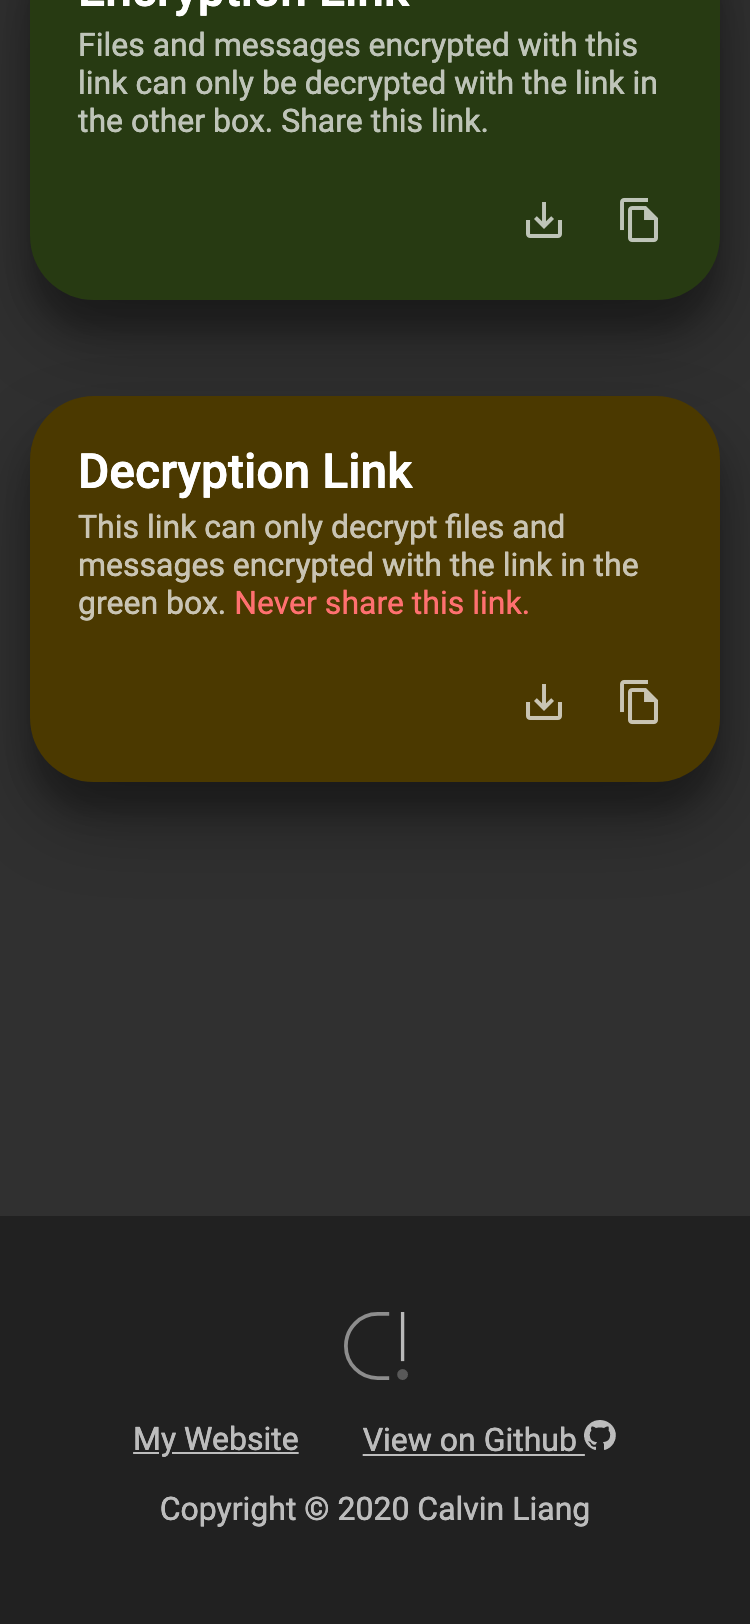 Encryption Link
Files and messages encrypted with this
link can only be decrypted with the link in
the other box. Share this link.
Decryption Link
This link can only decrypt files and
messages encrypted with the link in the
green box. Never share this link.
C!
My Website
View on Github
Copyright © 2020 Calvin Liang